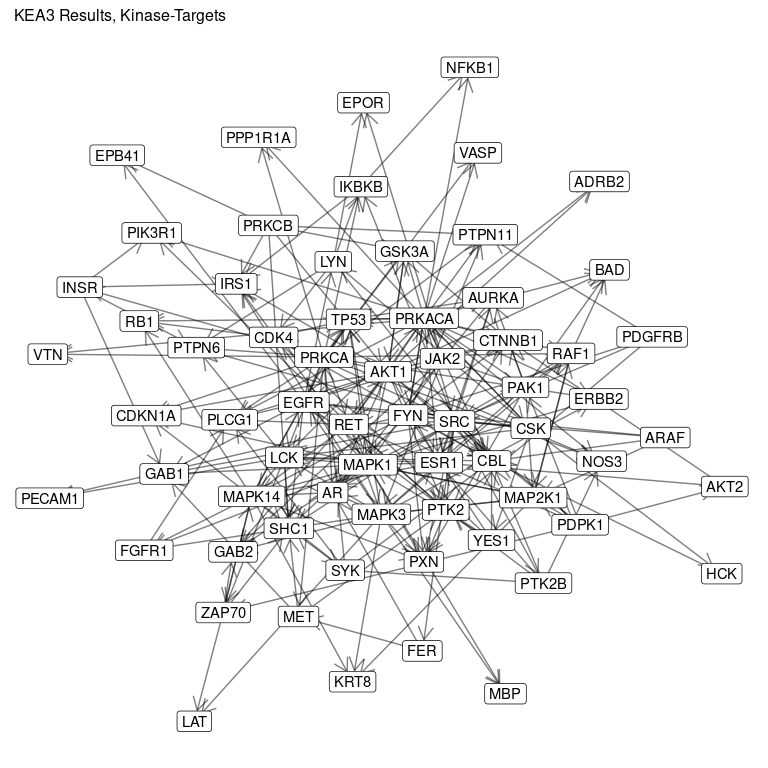 KEA3 Results, Kinase-Targets
NFKB1
EPOR
PPP1R1A
EPB41
VASP
ADRB2
IKBKB
PRKCB
PIK3R1
PTPN11
GSK3A
LYN
BAD
IRS1
INSR
AURKA
TP53
PRKACA
RB1
CDK4
CTNNB1
PDGFRB
PTPN6
VTN
PRKCA
JAK2
RAF1
AKT1
PAK1
ERBB2
EGFR
CDKN1A
PLCG1
RET
FYN
SRC
CSK
ARAF
LCK
MAPK1
ESR1
CBL
NOS3
GAB1
AKT2
PECAM1
MAPK14
AR
MAP2K1
MAPK3
PTK2
PDPK1
SHC1
YES1
FGFR1
GAB2
PXN
SYK
HCK
PTK2B
ZAP70
MET
FER
KRT8
MBP
LAT